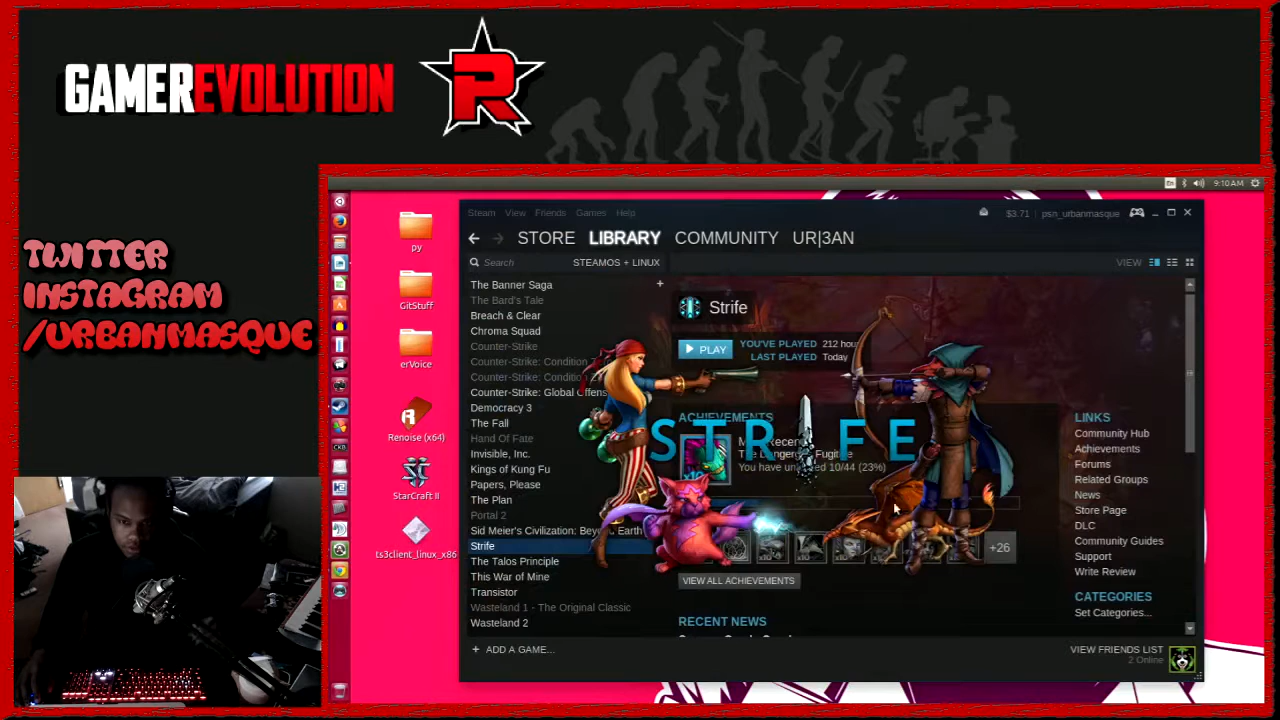 GAMEREVOLUTION
R
TWITTER
INSTAGRAM
/URBANMASQUE
9:10 AM
py
GitStuff
erVoice
Renoise (x64)
StarCraft II
ts3client_linux_x86
Steam View Friends Games Help
$3.71 psn_urbanmasque
STORE LIBRARY COMMUNITY UR|3AN
Search STEAMOS + LINUX
VIEW
The Banner Saga
The Bard's Tale
Breach & Clear
Chroma Squad
Counter-Strike
Counter-Strike: Condition
Counter-Strike: Conditio
Counter-Strike: Global Offens
Democracy 3
The Fall
Hand Of Fate
Invisible, Inc.
Kings of Kung Fu
Papers, Please
The Plan
Portal 2
Sid Meier's Civilization: Beyond Earth
Strife
The Talos Principle
This War of Mine
Transistor
Wasteland 1 - The Original Classic
Wasteland 2
+ ADD A GAME...
Strife
PLAY
YOU'VE PLAYED 212 hou
LAST PLAYED Today
STRIFE
ACHIEVEMENTS
You have un 10/44 (23%)
+26
VIEW ALL ACHIEVEMENTS
RECENT NEWS
LINKS
Community Hub
Achievements
Forums
Related Groups
News
Store Page
DLC
Community Guides
Support
Write Review
CATEGORIES
Set Categories...
VIEW FRIENDS LIST
2 Online